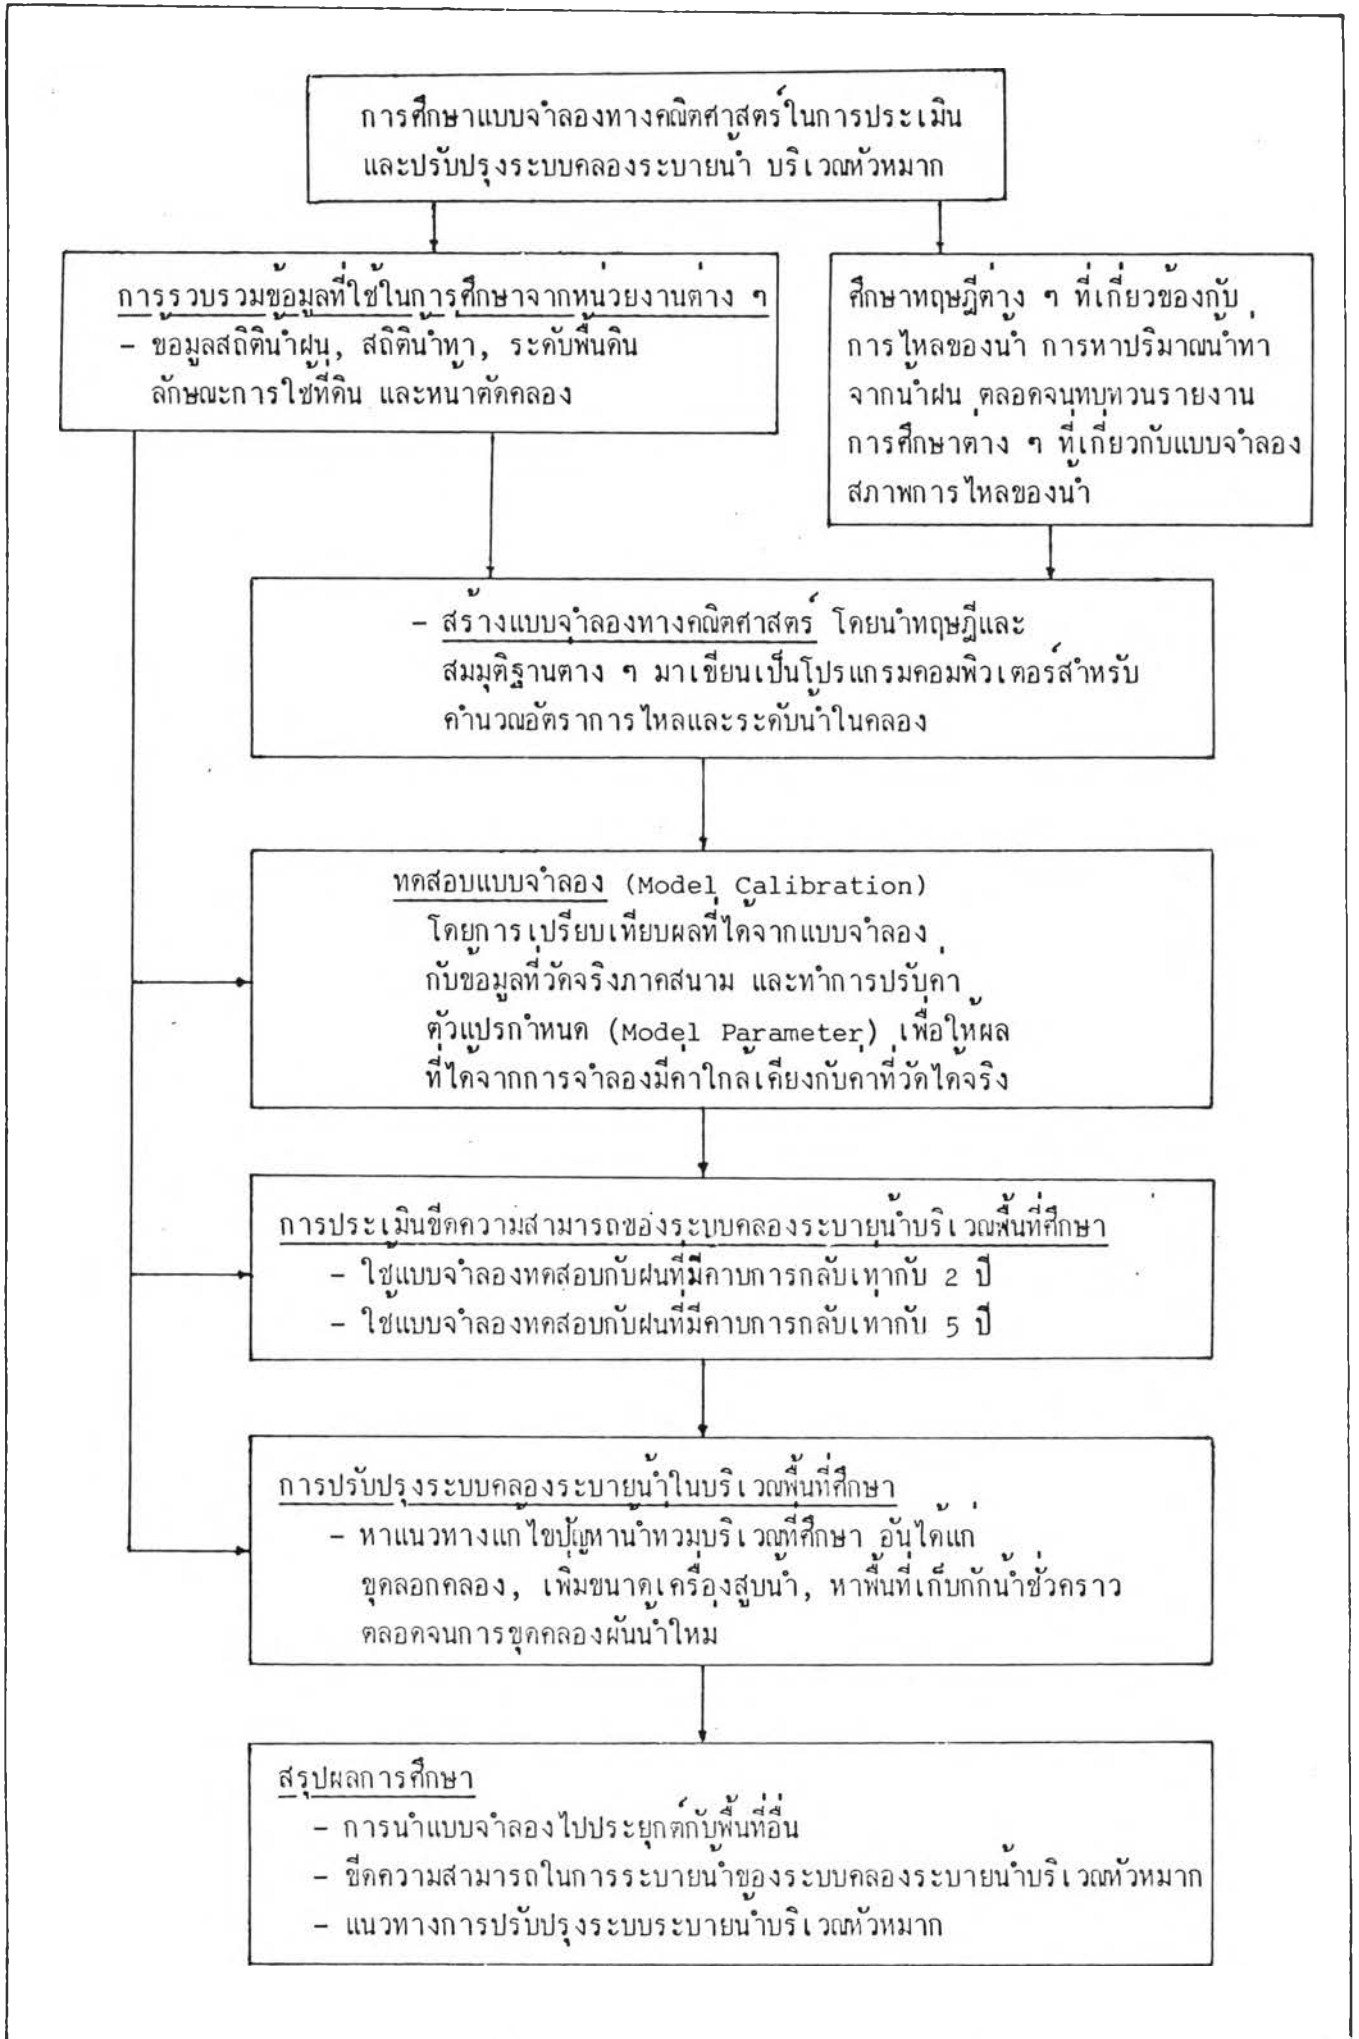 การศึกษาแบบจำลองทางคณิตศาสตร์ในการประเมิน
และปรับปรุงระบบคลองระบายน้ำ บริเวณหัวหมาก
การรวบรวมข้อมูลที่ใช้ในการศึกษาจากหน่วยงานต่าง ๆ
- ข้อมูลสถิติน้ำฝน, สถิติน้ำท่า, ระดับพื้นดิน
ลักษณะการใช้ที่ดิน และหน้าตัดคลอง
ศึกษาทฤษฎีต่าง ๆ ที่เกี่ยวข้องกับ
การไหลของน้ำ การหาปริมาณน้ำท่า
จากน้ำฝน ตลอดจนทบทวนรายงาน
การศึกษาต่าง ๆ ที่เกี่ยวกับแบบจำลอง
สภาพการไหลของน้ำ
- สร้างแบบจำลองทางคณิตศาสตร์ โดยนำทฤษฎีและ
สมมุติฐานต่าง ๆ มาเขียนเป็นโปรแกรมคอมพิวเตอร์สำหรับ
คำนวณอัตราการไหลและระดับน้ำในคลอง
ทดสอบแบบจำลอง (Model Calibration)
โดยการเปรียบเทียบผลที่ได้จากแบบจำลอง
กับข้อมูลที่วัดจริงภาคสนาม และทำการปรับค่า
ตัวแปรกำหนด (Model Parameter) เพื่อให้ผล
ที่ได้จากการจำลองมีค่าใกล้เคียงกับค่าที่วัดได้จริง
การประเมินขีดความสามารถของระบบคลองระบายน้ำบริเวณพื้นที่ศึกษา
- ใช้แบบจำลองทดสอบกับฝนที่มีคาบการกลับเท่ากับ 2 ปี
- ใช้แบบจำลองทดสอบกับฝนที่มีคาบการกลับเท่ากับ 5 ปี
การปรับปรุงระบบคลองระบายน้ำในบริเวณพื้นที่ศึกษา
- หาแนวทางแก้ไขปัญหาน้ำท่วมบริเวณที่ศึกษา อันได้แก่
ขุดลอกคลอง, เพิ่มขนาดเครื่องสูบน้ำ, หาพื้นที่เก็บกักน้ำชั่วคราว
ตลอดจนการขุดคลองผันน้ำใหม่
สรุปผลการศึกษา
- การนำแบบจำลองไปประยุกต์กับพื้นที่อื่น
- ขีดความสามารถในการระบายน้ำของระบบคลองระบายน้ำบริเวณหัวหมาก
- แนวทางการปรับปรุงระบบระบายน้ำบริเวณหัวหมาก